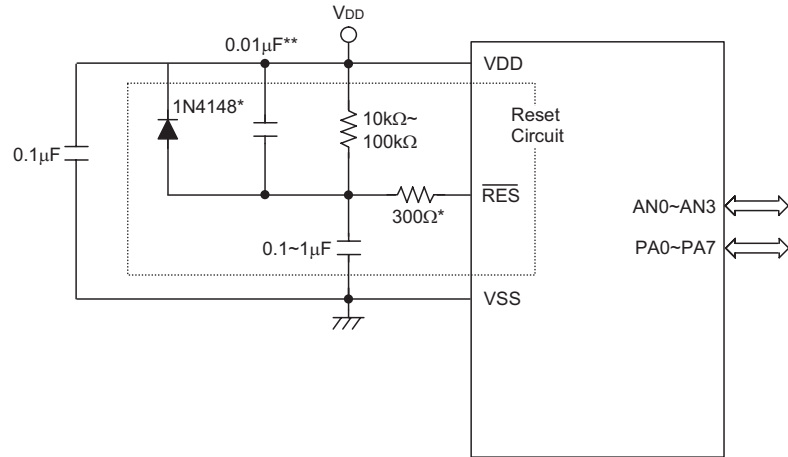 VDD
0.01μF**
VDD
1N4148*
10kΩ~
100kΩ
Reset
Circuit
0.1μF
RES
300Ω*
AN0~AN3
0.1~1μF
PA0~PA7
VSS